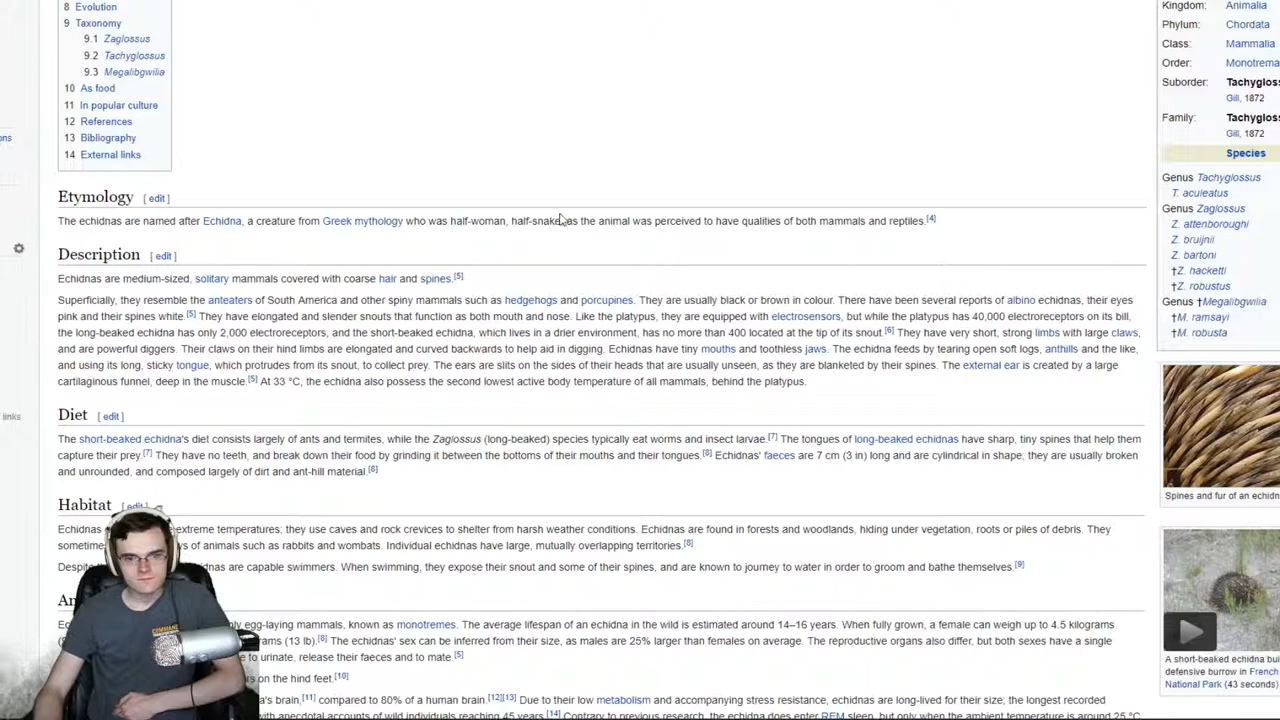 8 Evolution
9 Taxonomy
9.1 Zaglossus
9.2 Tachyglossus
9.3 Megalibgwilia
10 As food
11 In popular culture
12 References
13 Bibliography
14 External links
ons
links
Etymology [ edit ]
The echidnas are named after Echidna, a creature from Greek mythology who was half-woman, half-snake, as the animal was perceived to have qualities of both mammals and reptiles.[4]
Description [ edit ]
Echidnas are medium-sized, solitary mammals covered with coarse hair and spines.[5]
Superficially, they resemble the anteaters of South America and other spiny mammals such as hedgehogs and porcupines. They are usually black or brown in colour. There have been several reports of albino echidnas, their eyes
pink and their spines white.[5] They have elongated and slender snouts that function as both mouth and nose. Like the platypus, they are equipped with electrosensors, but while the platypus has 40,000 electroreceptors on its bill,
the long-beaked echidna has only 2,000 electroreceptors, and the short-beaked echidna, which lives in a drier environment, has no more than 400 located at the tip of its snout.[6] They have very short, strong limbs with large claws,
and are powerful diggers. Their claws on their hind limbs are elongated and curved backwards to help aid in digging. Echidnas have tiny mouths and toothless jaws. The echidna feeds by tearing open soft logs, anthills and the like,
and using its long, sticky tongue, which protrudes from its snout, to collect prey. The ears are slits on the sides of their heads that are usually unseen, as they are blanketed by their spines. The external ear is created by a large
cartilaginous funnel, deep in the muscle.[5] At 33 °C, the echidna also possess the second lowest active body temperature of all mammals, behind the platypus.
Diet [ edit ]
The short-beaked echidna's diet consists largely of ants and termites, while the Zaglossus (long-beaked) species typically eat worms and insect larvae.[7] The tongues of long-beaked echidnas have sharp, tiny spines that help them
capture their prey.[7] They have no teeth, and break down their food by grinding it between the bottoms of their mouths and their tongues.[8] Echidnas' faeces are 7 cm (3 in) long and are cylindrical in shape; they are usually broken
and unrounded, and composed largely of dirt and ant-hill material.[8]
Habitat [ edit ]
Echidnas extreme temperatures; they use caves and rock crevices to shelter from harsh weather conditions. Echidnas are found in forests and woodlands, hiding under vegetation, roots or piles of debris. They
sometime of animals such as rabbits and wombats. Individual echidnas have large, mutually overlapping territories.[8]
Despite are capable swimmers. When swimming, they expose their snout and some of their spines, and are known to journey to water in order to groom and bathe themselves.[9]
An
egg-laying mammals, known as monotremes. The average lifespan of an echidna in the wild is estimated around 14–16 years. When fully grown, a female can weigh up to 4.5 kilograms
(13 lb).[8] The echidnas' sex can be inferred from their size, as males are 25% larger than females on average. The reproductive organs also differ, but both sexes have a single
to urinate, release their faeces and to mate.[5]
on the hind feet.[10]
brain,[11] compared to 80% of a human brain.[12][13] Due to their low metabolism and accompanying stress resistance, echidnas are long-lived for their size; the longest recorded
with anecdotal accounts of wild individuals reaching 45 years.[14] Contrary to previous research, the echidna does enter REM sleep, but only when the ambient temperature is around 25 °C
Kingdom: Animalia
Phylum: Chordata
Class: Mammalia
Order: Monotrema
Suborder: Tachyglos
Gill, 1872
Family: Tachyglos
Gill, 1872
Species
Genus Tachyglossus
T. aculeatus
Genus Zaglossus
Z. attenboroughi
Z. bruijnii
Z. bartoni
†Z. hacketti
†Z. robustus
Genus †Megalibgwilia
†M. ramsayi
†M. robusta
Spines and fur of an echidn
A short-beaked echidna bui
defensive burrow in French
National Park (43 seconds)